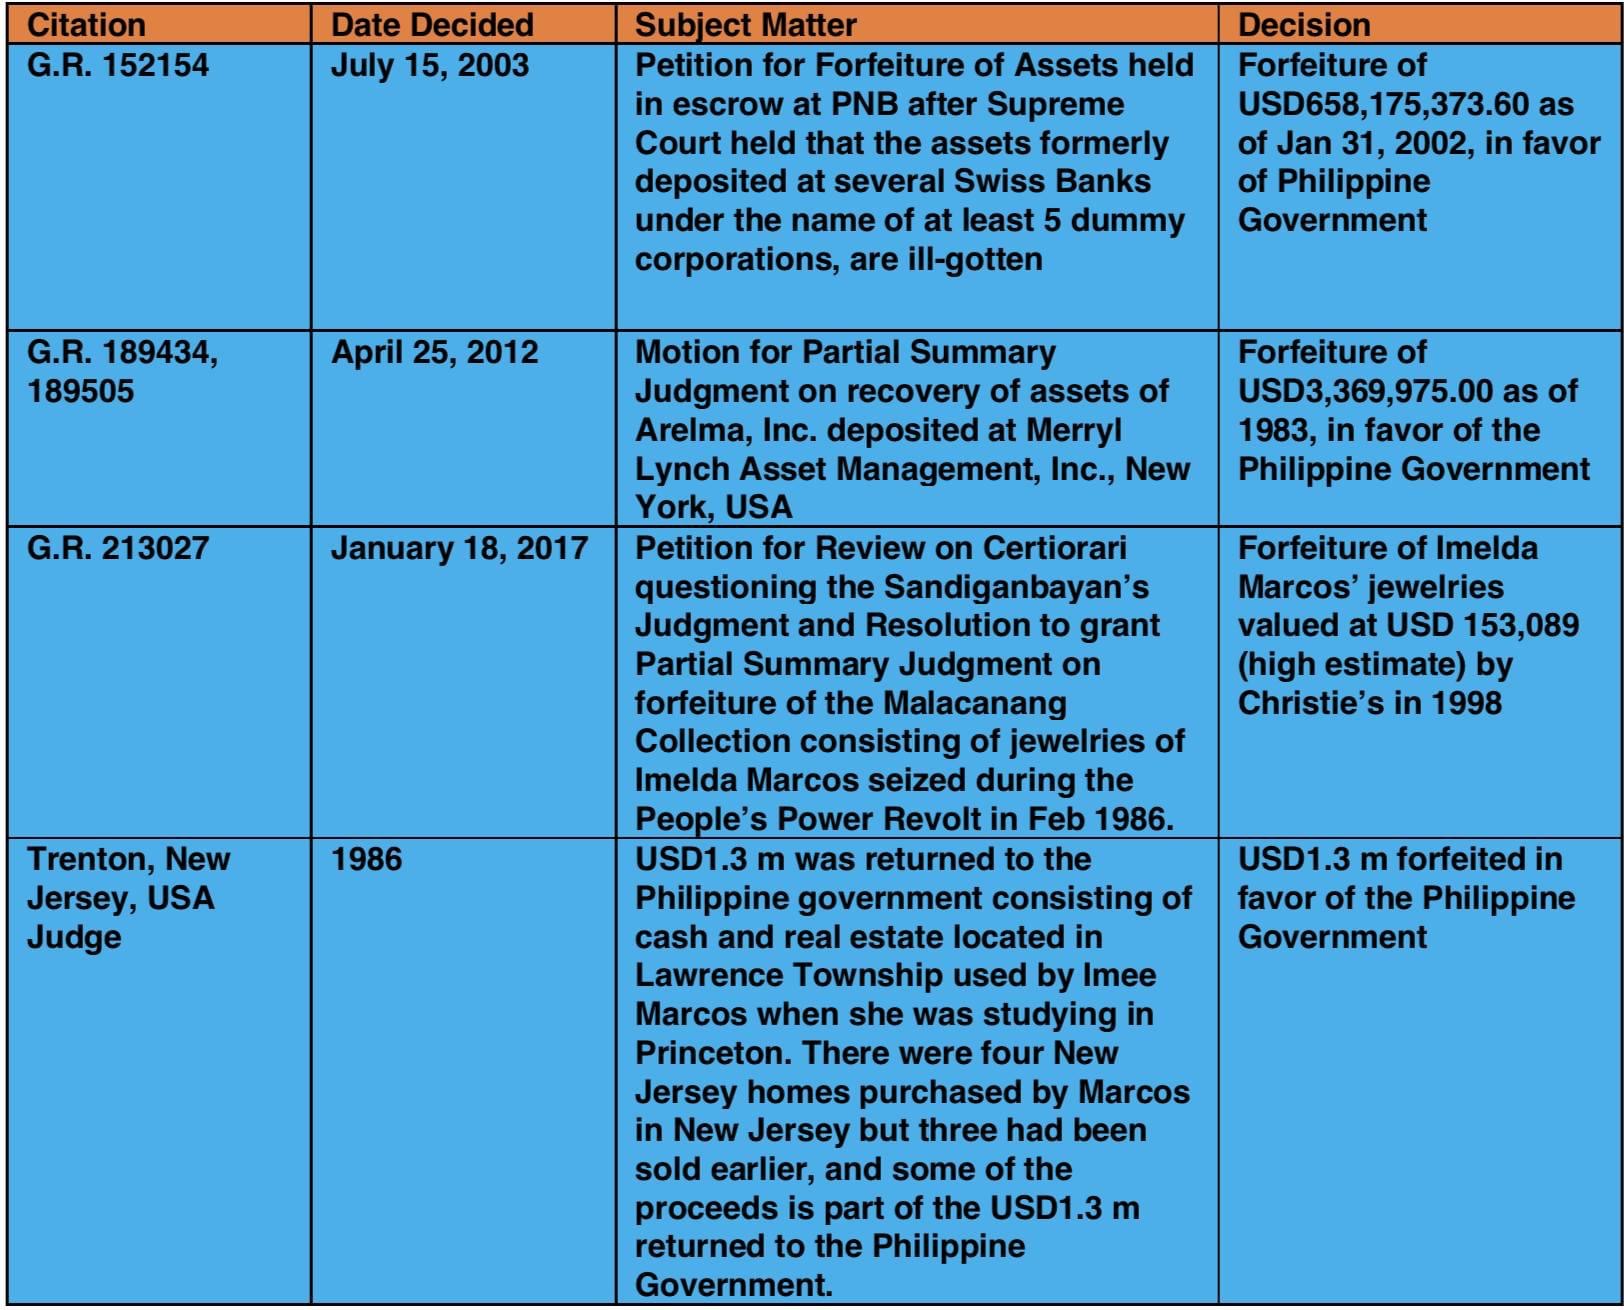 Citation
Date Decided
Subject Matter
Decision
G.R. 152154
July 15, 2003
Petition for Forfeiture of Assets held
in escrow at PNB after Supreme
Court held that the assets formerly
deposited at several Swiss Banks
under the name of at least 5 dummy
corporations, are ill-gotten
Forfeiture of
USD658,175,373.60 as
of Jan 31, 2002, in favor
of Philippine
Government
G.R. 189434,
189505
April 25, 2012
Motion for Partial Summary
Judgment on recovery of assets of
Arelma, Inc. deposited at Merryl
Lynch Asset Management, Inc., New
York, USA
Forfeiture of
USD3,369,975.00 as of
1983, in favor of the
Philippine Government
G.R. 213027
January 18, 2017
Petition for Review on Certiorari
questioning the Sandiganbayan’s
Judgment and Resolution to grant
Partial Summary Judgment on
forfeiture of the Malacanang
Collection consisting of jewelries of
Imelda Marcos seized during the
People’s Power Revolt in Feb 1986.
Forfeiture of Imelda
Marcos’ jewelries
valued at USD 153,089
(high estimate) by
Christie’s in 1998
Trenton, New
Jersey, USA
Judge
1986
USD1.3 m was returned to the
Philippine government consisting of
cash and real estate located in
Lawrence Township used by Imee
Marcos when she was studying in
Princeton. There were four New
Jersey homes purchased by Marcos
in New Jersey but three had been
sold earlier, and some of the
proceeds is part of the USD1.3 m
returned to the Philippine
Government.
USD1.3 m forfeited in
favor of the Philippine
Government